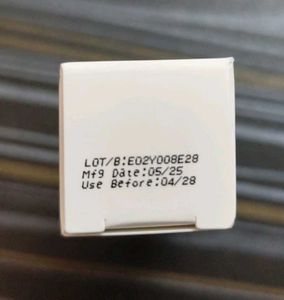 LOT/B:E02Y008E28
Mfg Date:05/25
Use Before:04/28